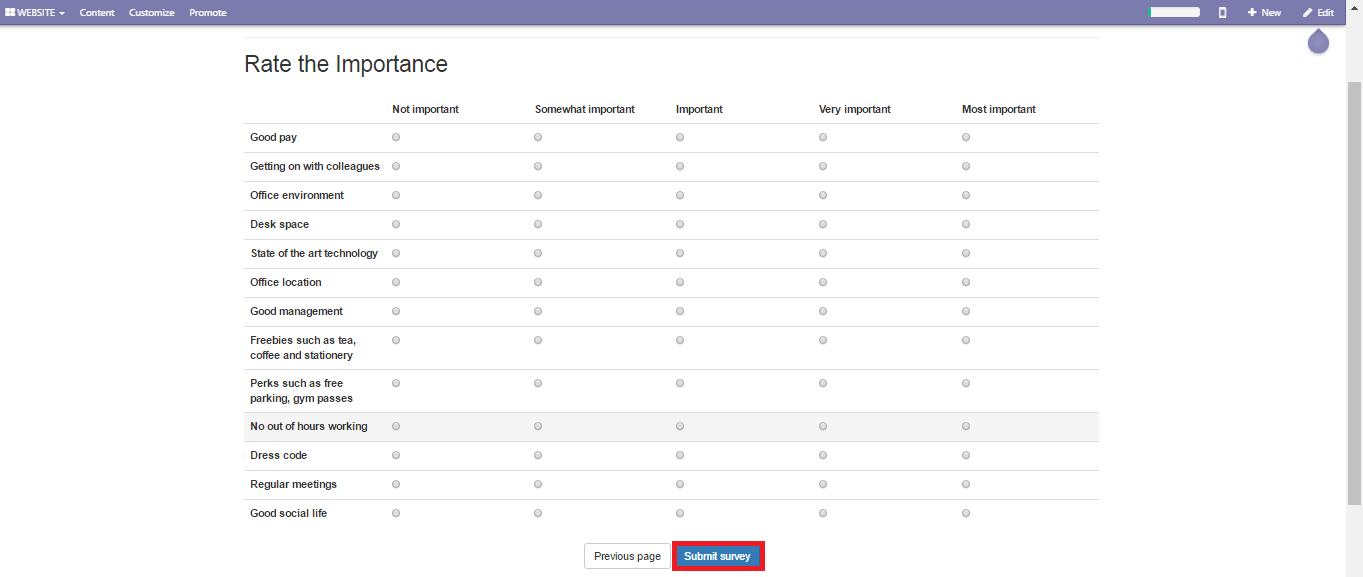 WEBSITE Content Customize Promote New Edit
Rate the Importance
Not important Somewhat important Important Very important Most important
Good pay
Getting on with colleagues
Office environment
Desk space
State of the art technology
Office location
Good management
Freebies such as tea,
coffee and stationery
Perks such as free
parking, gym passes
No out of hours working
Dress code
Regular meetings
Good social life
Previous page Submit survey